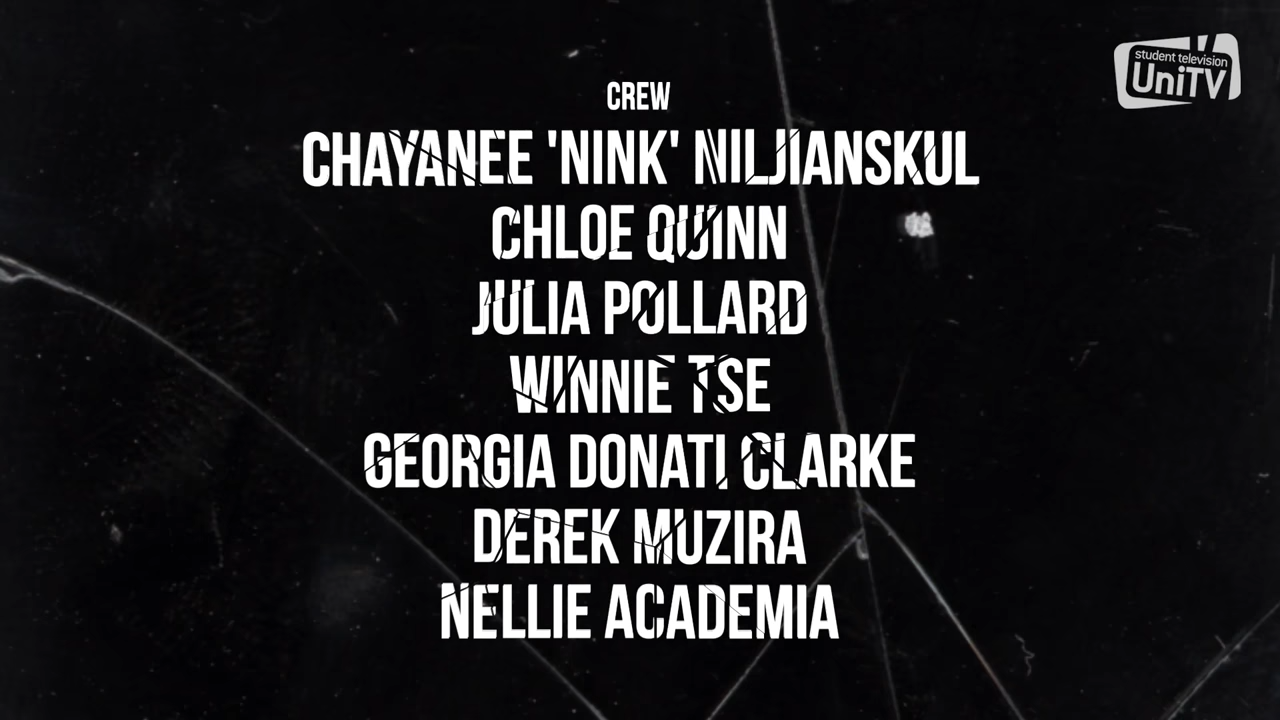 student television
UniTV
CREW
CHAYANEE 'NINK' NILJIANSKUL
CHLOE QUINN
JULIA POLLARD
WINNIE TSE
GEORGIA DONATI CLARKE
DEREK MUZIRA
NELLIE ACADEMIA